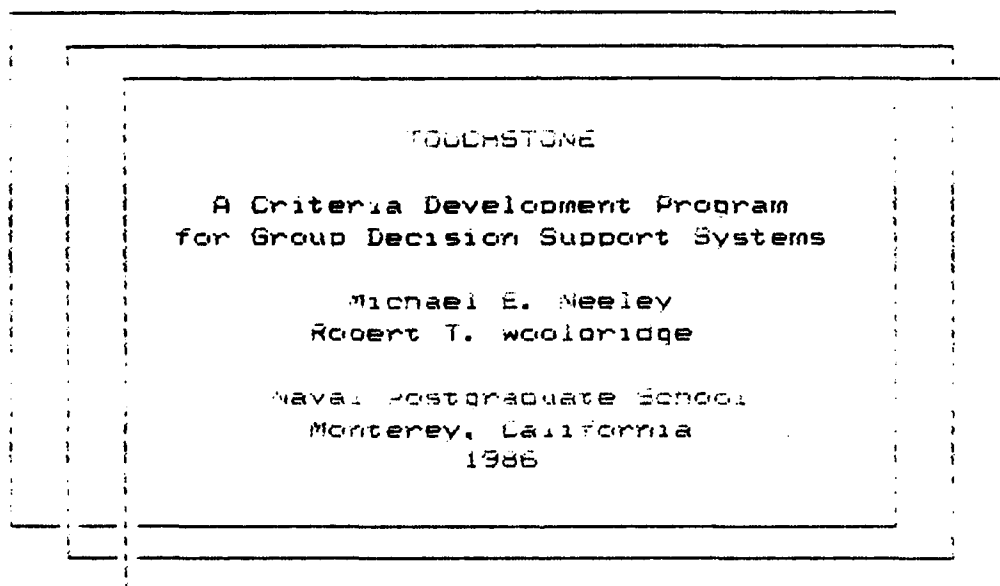 TOUCHSTONE
A Criteria Development Program
for Group Decision Support Systems
Michael E. Neeley
Robert T. Wooldridge
Naval Postgraduate School
Monterey, California
1986